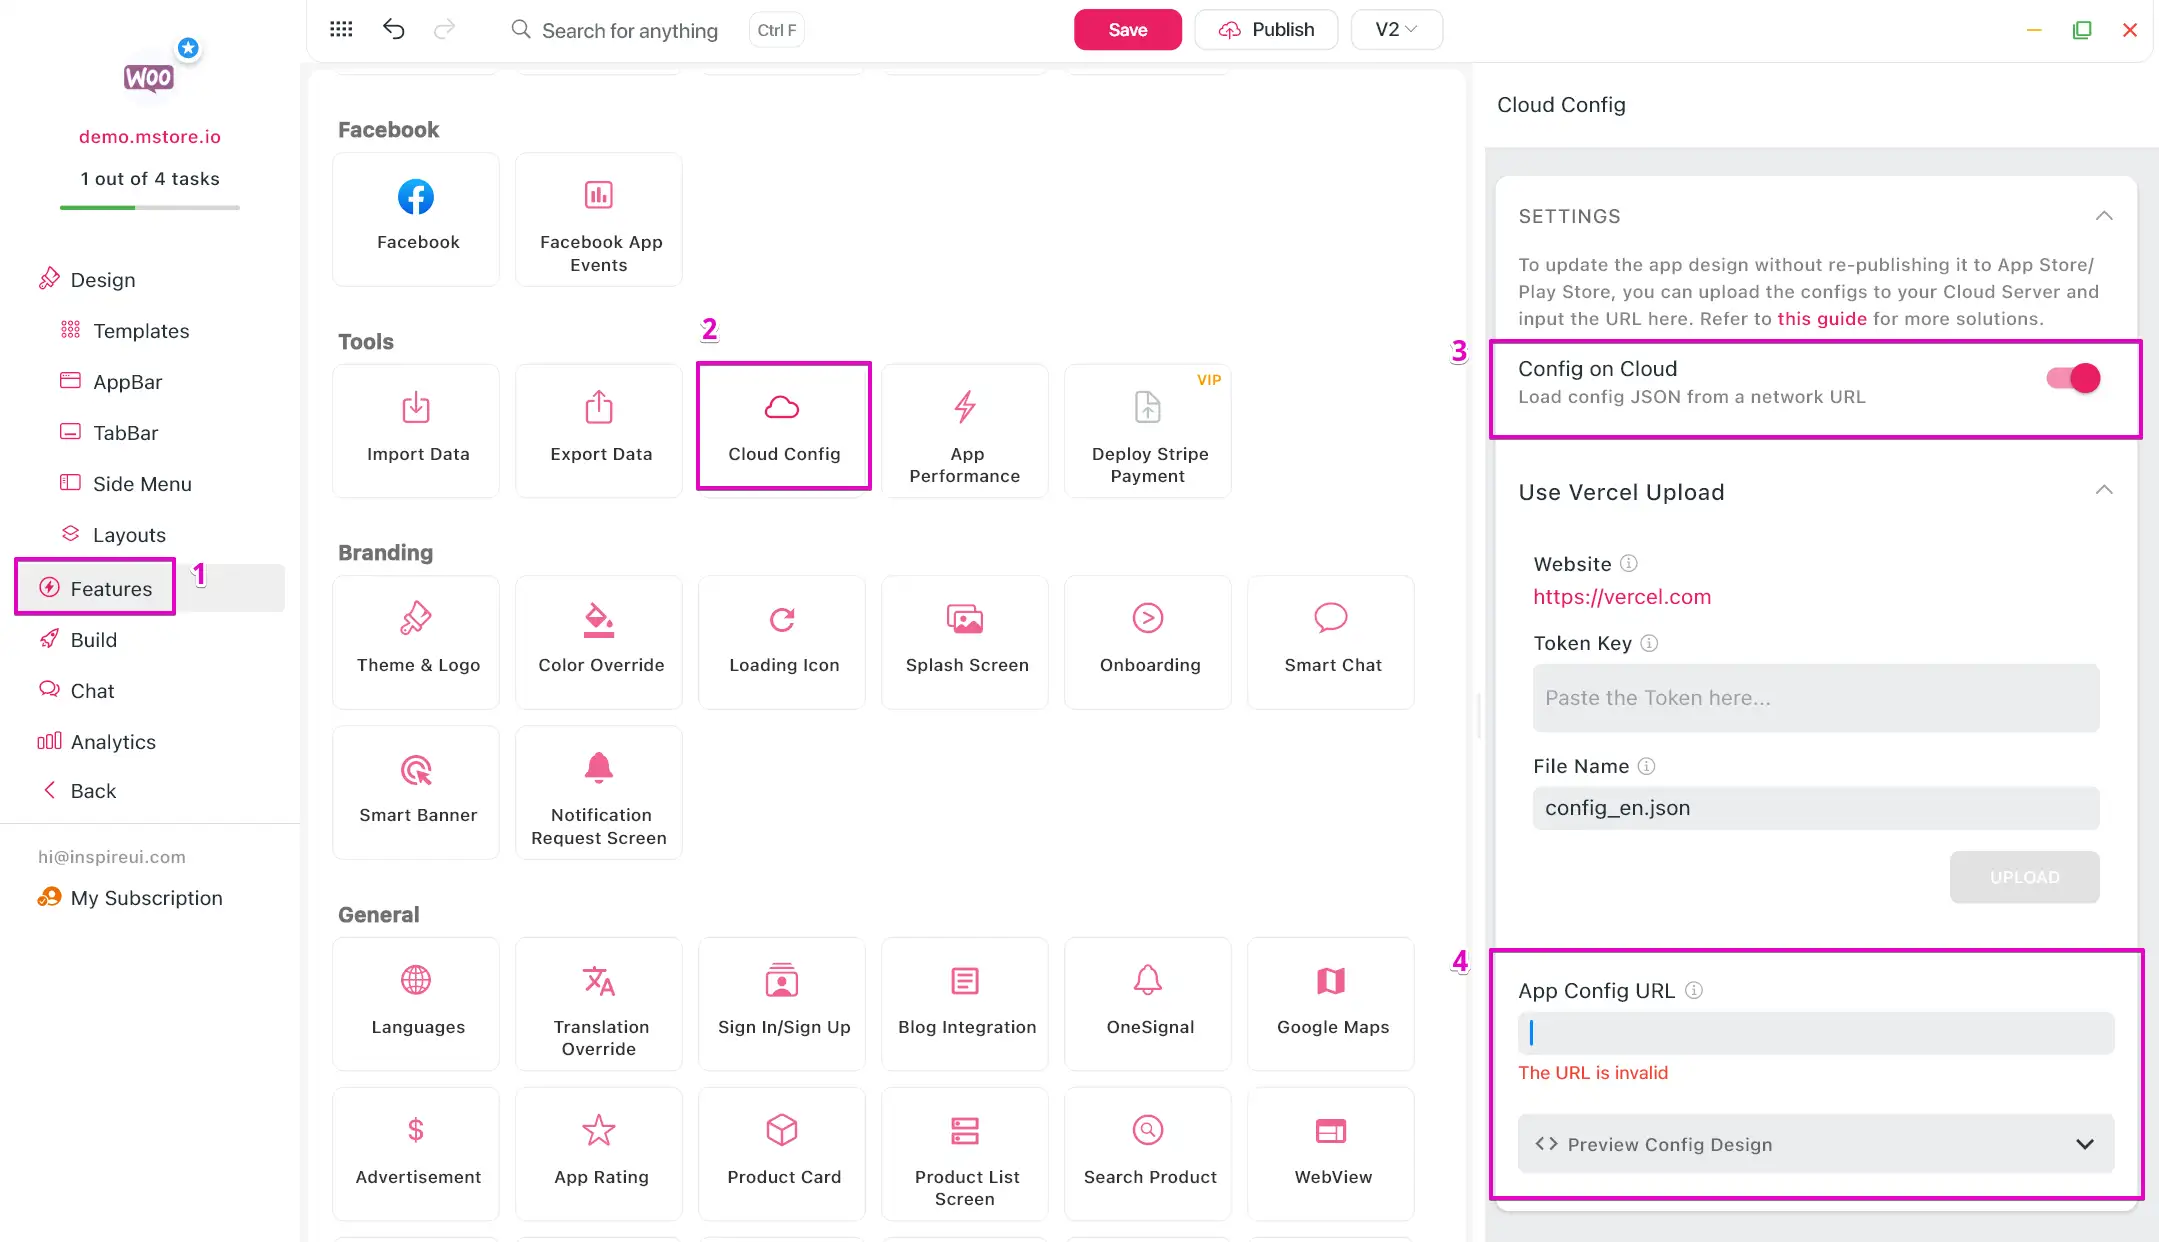 WOO
demo.mstore.io
1 out of 4 tasks
Design
Templates
AppBar
TabBar
Side Menu
Layouts
Features
1
Build
Chat
Analytics
Back
hi@inspireui.com
My Subscription
Search for anything
Ctrl F
Save
Publish
V2
Facebook
Facebook
Facebook App
Events
Tools
2
Import Data
Export Data
Cloud Config
App
Performance
VIP
Deploy Stripe
Payment
Branding
Theme & Logo
Color Override
Loading Icon
Splash Screen
Onboarding
Smart Chat
Smart Banner
Notification
Request Screen
General
Languages
Translation
Override
Sign In/Sign Up
Blog Integration
OneSignal
Google Maps
Advertisement
App Rating
Product Card
Product List
Screen
Search Product
WebView
Cloud Config
SETTINGS
To update the app design without re-publishing it to App Store/
Play Store, you can upload the configs to your Cloud Server and
input the URL here. Refer to this guide for more solutions.
3
Config on Cloud
Load config JSON from a network URL
Use Vercel Upload
Website
https://vercel.com
Token Key
Paste the Token here...
File Name
config_en.json
UPLOAD
4
App Config URL
The URL is invalid
<> Preview Config Design